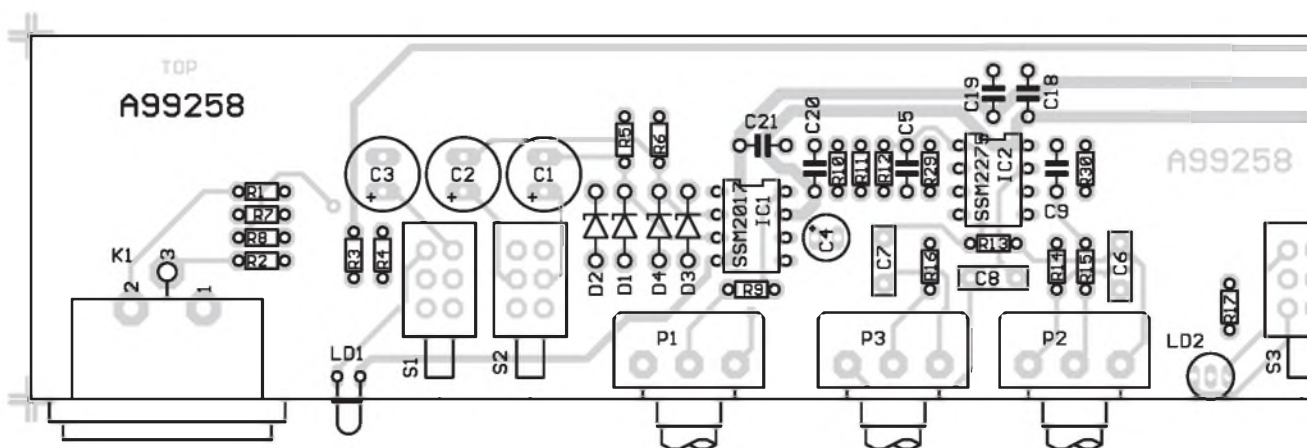 TOP
A99258
A99258
K1
3
2
1
R1
R7
R8
R2
C3
+
C2
+
C1
+
R3
R4
LD1
S1
S2
R5
R6
D2
D1
D4
D3
C21
SSM2017
IC1
R9
P1
C20
R10
R11
R12
C5
R29
C4
+
C7
R16
P3
C19
C18
SSM2275
IC2
C9
R30
R13
C8
R14
R15
C6
P2
R17
LD2
S3